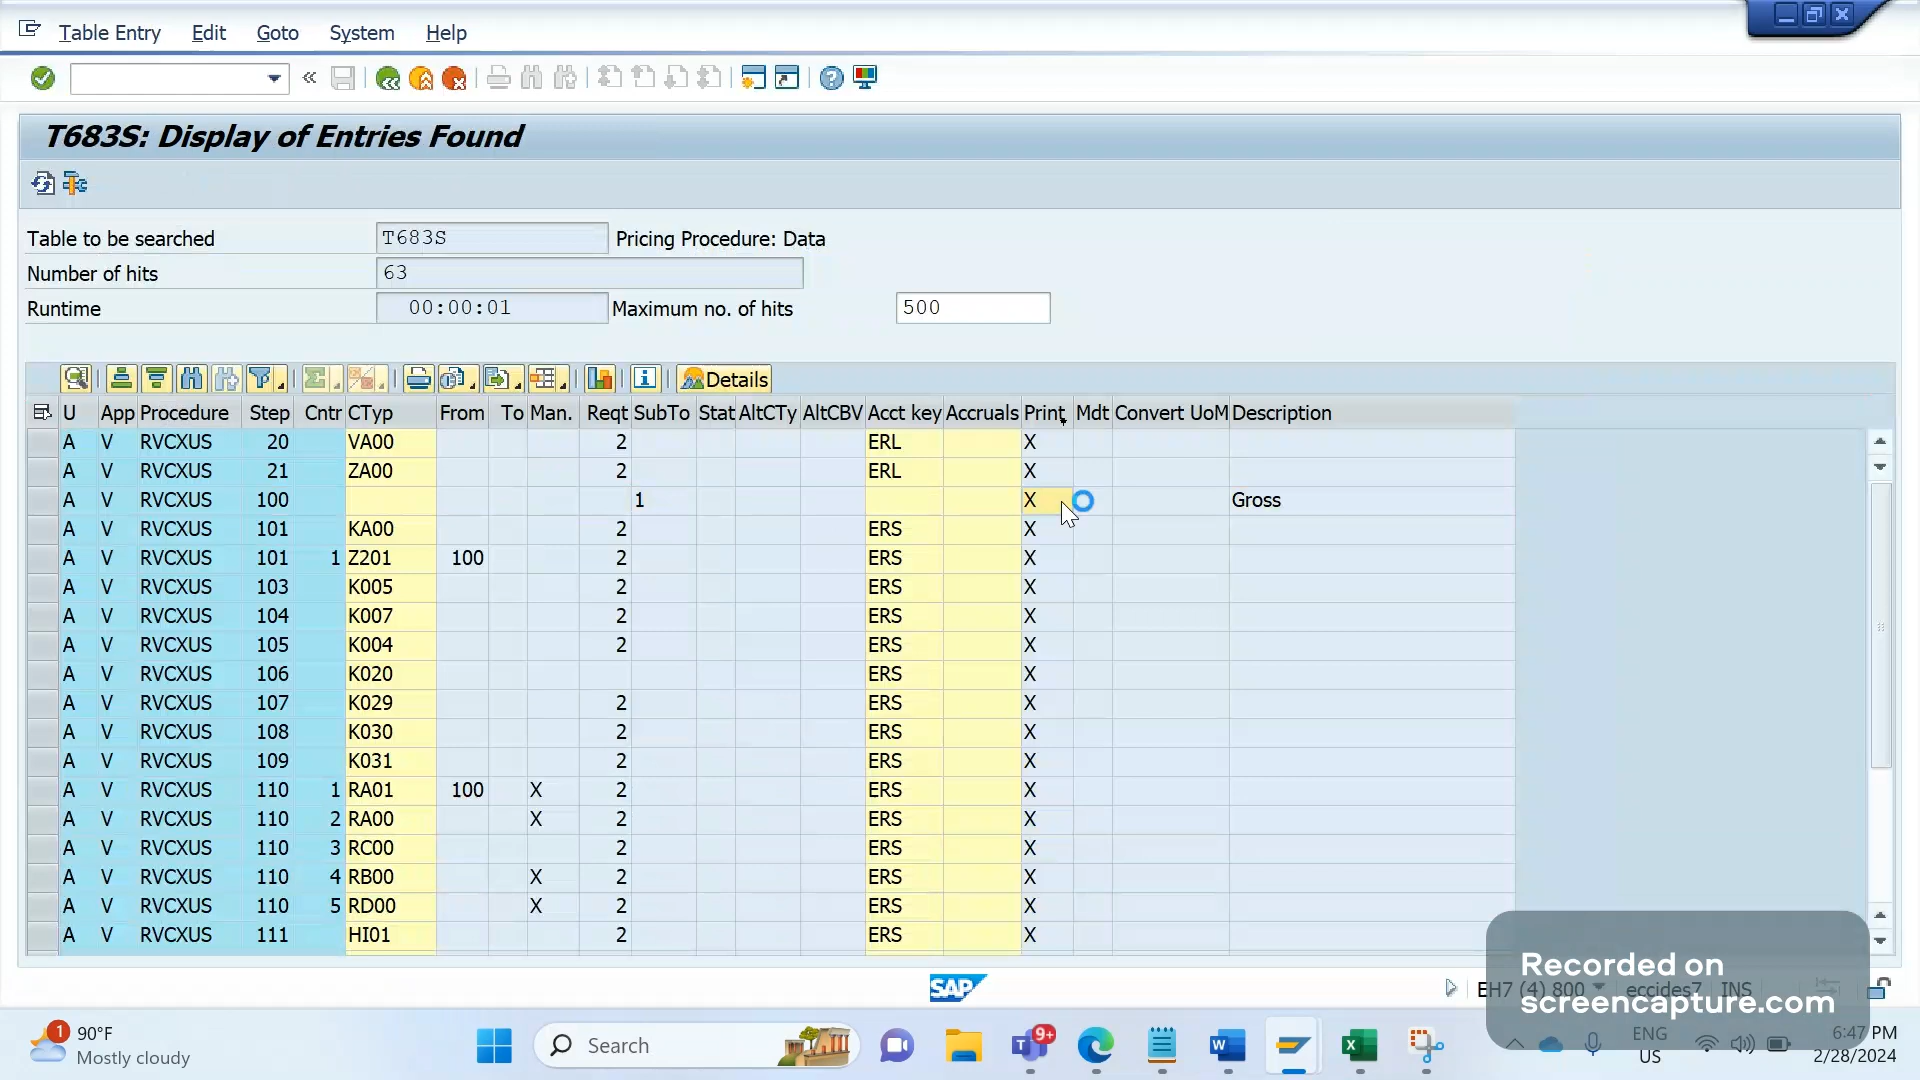 Table Entry Edit Goto System Help
T683S: Display of Entries Found
Table to be searched T683S Pricing Procedure: Data
Number of hits 63
Runtime 00:00:01 Maximum no. of hits 500
Details
U App Procedure Step Cntr CTyp From To Man. Reqt SubTo Stat AltCTy AltCBV Acct key Accruals Print Mdt Convert UoM Description
A V RVCXUS 20 VA00 2 ERL X
A V RVCXUS 21 ZA00 2 ERL X
A V RVCXUS 100 1 X Gross
A V RVCXUS 101 KA00 2 ERS X
A V RVCXUS 101 1 Z201 100 2 ERS X
A V RVCXUS 103 K005 2 ERS X
A V RVCXUS 104 K007 2 ERS X
A V RVCXUS 105 K004 2 ERS X
A V RVCXUS 106 K020 ERS X
A V RVCXUS 107 K029 2 ERS X
A V RVCXUS 108 K030 2 ERS X
A V RVCXUS 109 K031 2 ERS X
A V RVCXUS 110 1 RA01 100 X 2 ERS X
A V RVCXUS 110 2 RA00 X 2 ERS X
A V RVCXUS 110 3 RC00 2 ERS X
A V RVCXUS 110 4 RB00 X 2 ERS X
A V RVCXUS 110 5 RD00 X 2 ERS X
A V RVCXUS 111 HI01 2 ERS X
Recorded on
screencapture.com
SAP EH7 (4) 800 eccides7 INS
1 90°F
Mostly cloudy
Search
9+
ENG
US
6:47 PM
2/28/2024